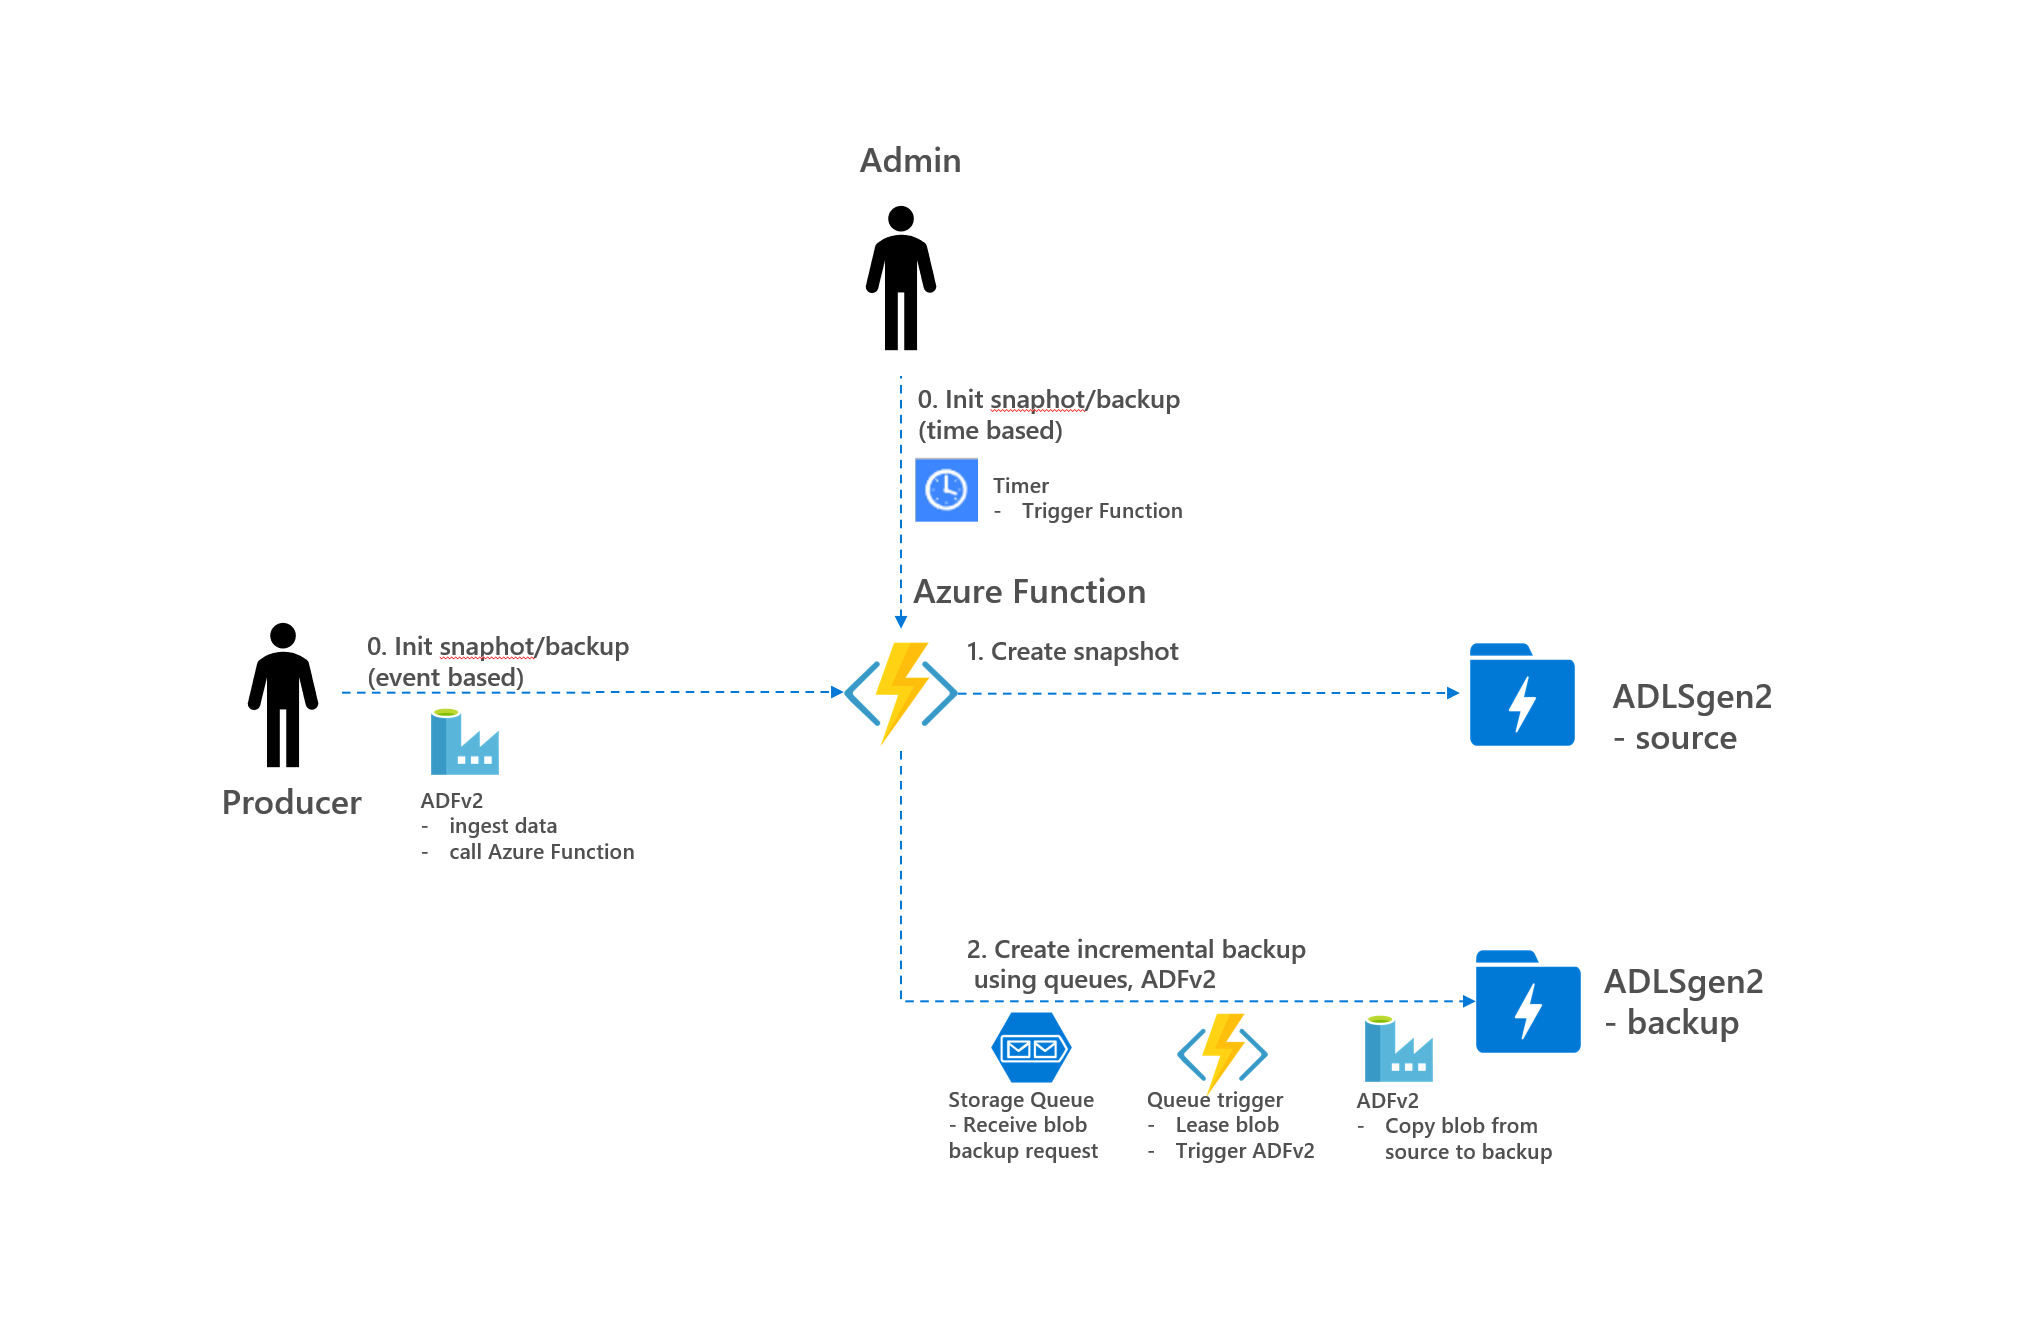 Admin
0. Init snaphot/backup
(time based)
Timer
- Trigger Function
Azure Function
0. Init snaphot/backup
(event based)
1. Create snapshot
ADLSgen2
- source
Producer
ADFv2
- ingest data
- call Azure Function
2. Create incremental backup
using queues, ADFv2
ADLSgen2
- backup
Storage Queue
- Receive blob
backup request
Queue trigger
- Lease blob
- Trigger ADFv2
ADFv2
- Copy blob from
source to backup